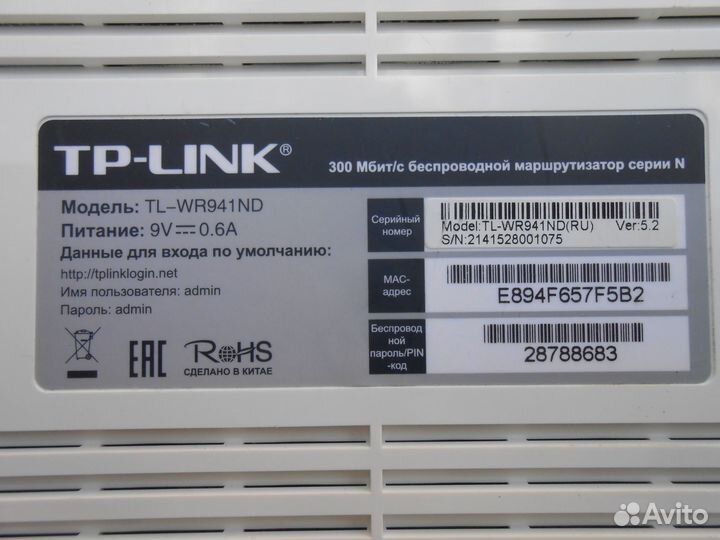 TP-LINK®
300 Мбит/с беспроводной маршрутизатор серии N
Модель: TL-WR941ND
Питание: 9V⎓0.6A
Данные для входа по умолчанию:
http://tplinklogin.net
Имя пользователя: admin
Пароль: admin
EAC
RoHS
СДЕЛАНО В КИТАЕ
Серийный
номер
Model:TL-WR941ND(RU) Ver:5.2
S/N:2141528001075
MAC-
адрес
E894F657F5B2
Беспровод
ной
пароль/PIN
-код
28788683
Avito